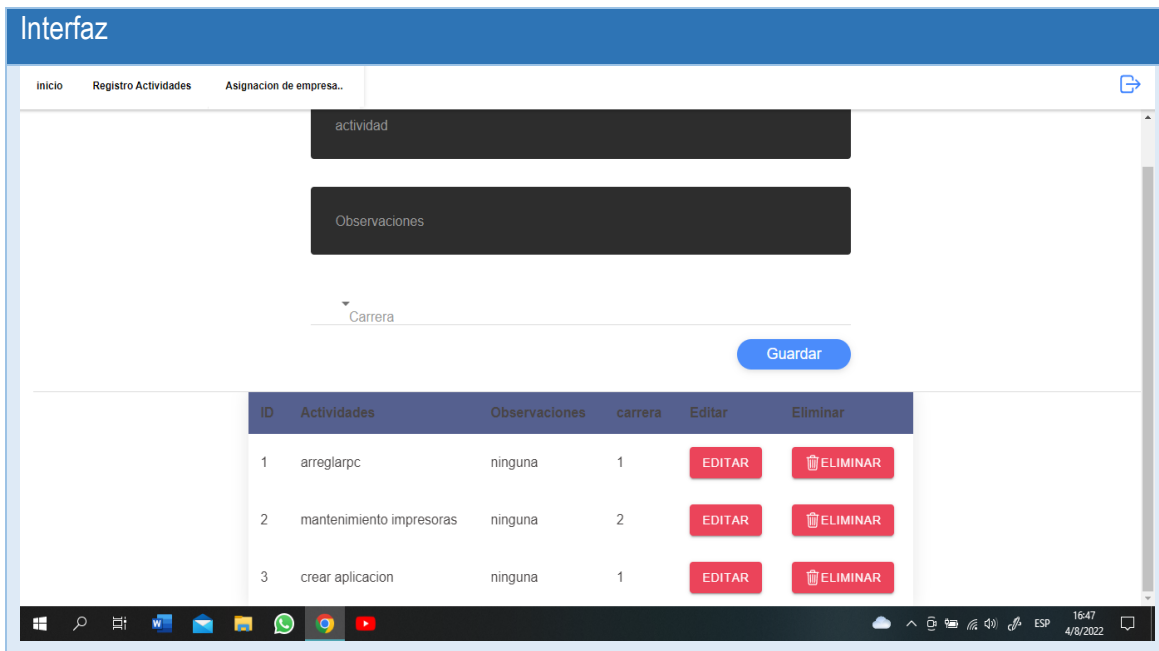 Interfaz
inicio Registro Actividades Asignacion de empresa..
actividad
Observaciones
Carrera
Guardar
ID Actividades Observaciones carrera Editar Eliminar
1 arreglarpc ninguna 1 EDITAR ELIMINAR
2 mantenimiento impresoras ninguna 2 EDITAR ELIMINAR
3 crear aplicacion ninguna 1 EDITAR ELIMINAR
ESP 16:47
4/8/2022